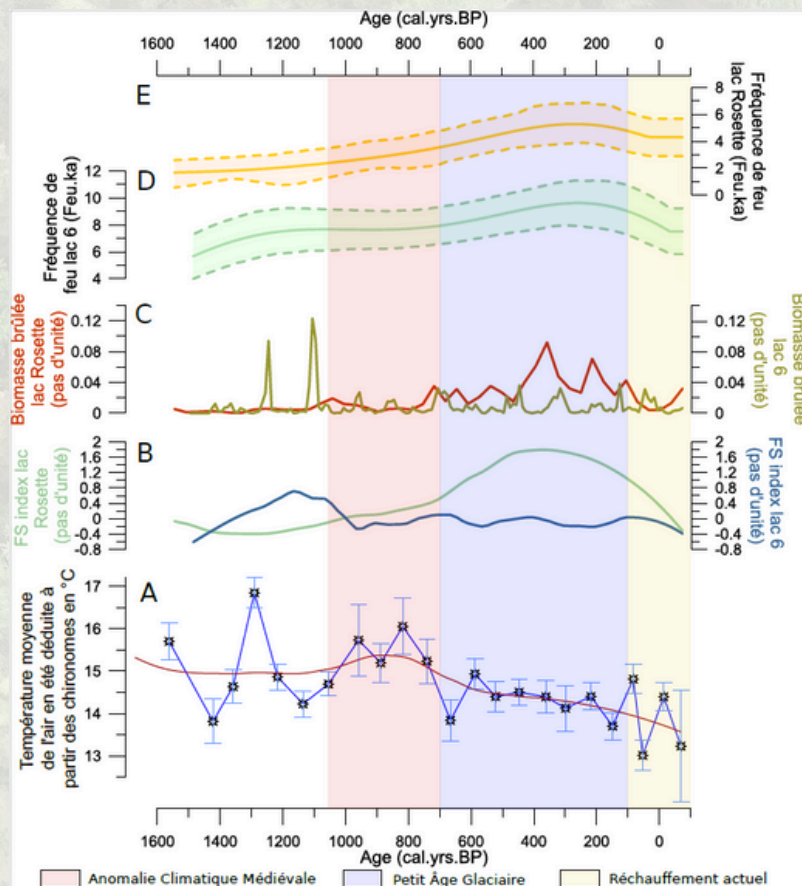 Age (cal.yrs.BP)
1600 1400 1200 1000 800 600 400 200 0
E
8
6
4
2
0
Fréquence de feu
lac Rosette (Feu.ka)
D
12
10
8
6
4
Fréquence de
feu lac 6 (Feu.ka)
C
0.12
0.08
0.04
0
Biomasse brûlée
lac Rosette
(pas d'unité)
0.12
0.08
0.04
0
Biomasse brûlée
lac 6
(pas d'unité)
B
2
1.6
1.2
0.8
0.4
0
-0.4
-0.8
FS index lac
Rosette
(pas d'unité)
2
1.6
1.2
0.8
0.4
0
-0.4
-0.8
FS index lac 6
(pas d'unité)
A
17
16
15
14
13
Température moyenne
de l'air en été déduite à
partir des chironomes en °C
1600 1400 1200 1000 800 600 400 200 0
Age (cal.yrs.BP)
Anomalie Climatique Médiévale
Petit Âge Glaciaire
Réchauffement actuel